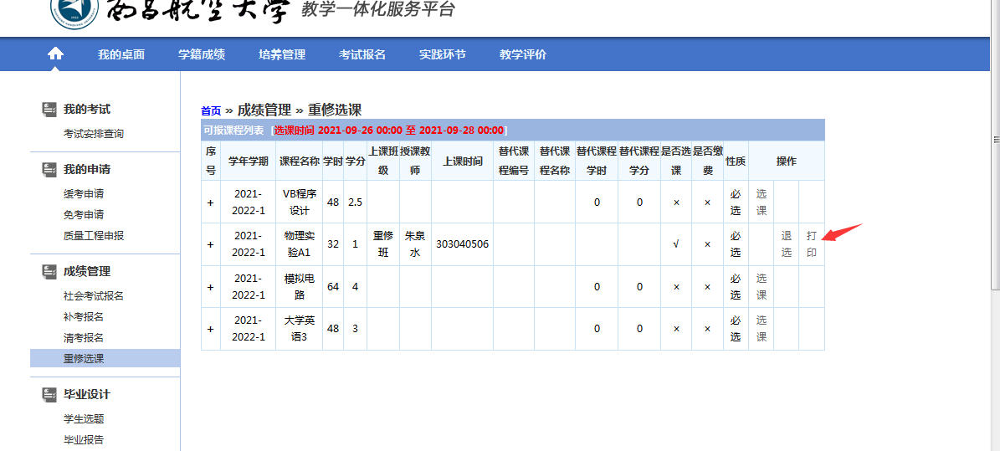 南昌航空大学 教学一体化服务平台
我的桌面 学籍成绩 培养管理 考试报名 实践环节 教学评价
我的考试
考试安排查询
我的申请
缓考申请
免考申请
质量工程申报
成绩管理
社会考试报名
补考报名
清考报名
重修选课
毕业设计
学生选题
毕业报告
首页 » 成绩管理 » 重修选课
可报课程列表 [选课时间 2021-09-26 00:00 至 2021-09-28 00:00]
序号 学年学期 课程名称 学时 学分 上课班级 授课教师 上课时间 替代课程编号 替代课程名称 替代课程学时 替代课程学分 是否选课 是否缴费 性质 操作
+ 2021-2022-1 VB程序设计 48 2.5 0 0 × × 必选 选课
+ 2021-2022-1 物理实验A1 32 1 重修班 朱泉水 303040506 √ × 必选 退选 打印
+ 2021-2022-1 模拟电路 64 4 0 0 × × 必选 选课
+ 2021-2022-1 大学英语3 48 3 0 0 × × 必选 选课